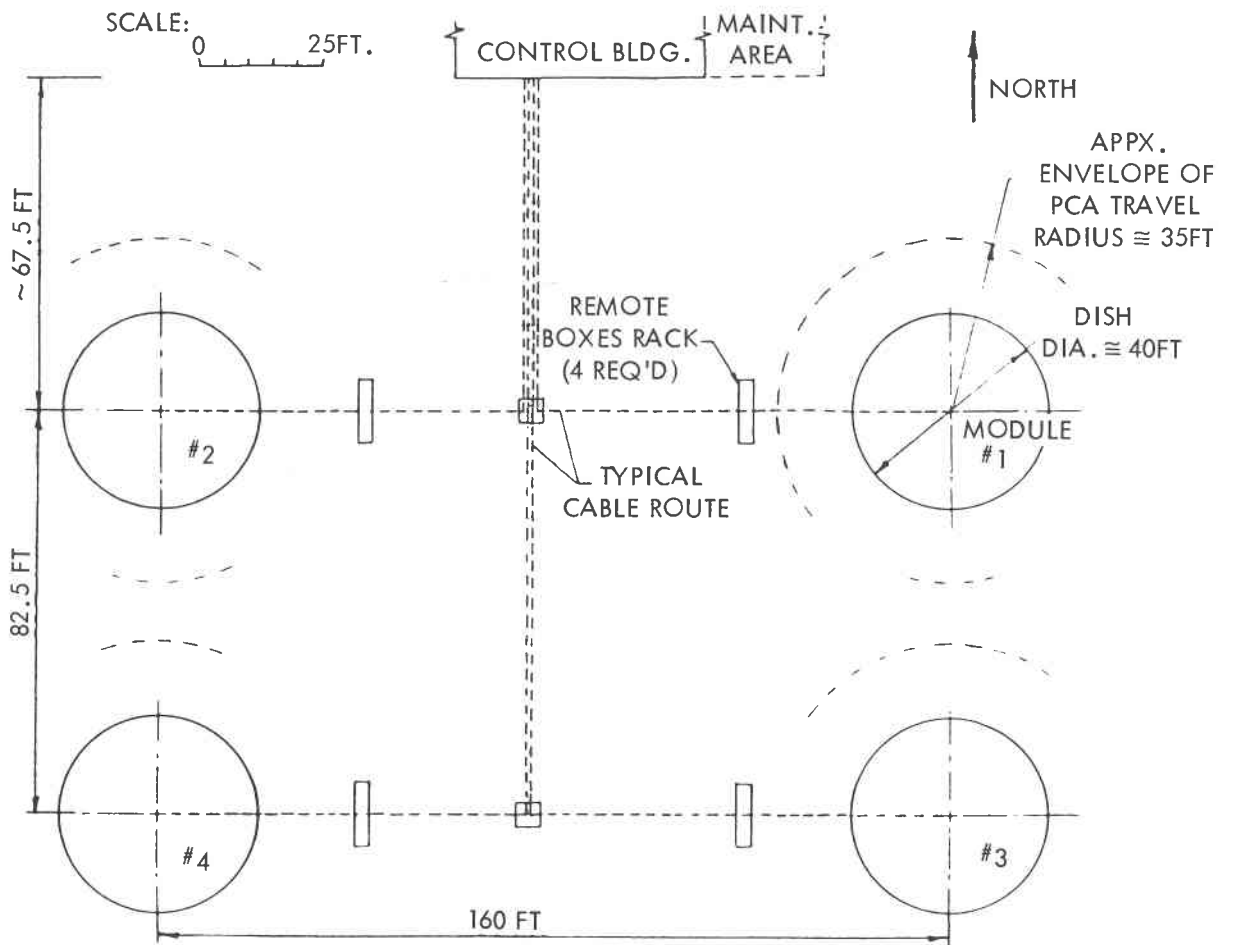 SCALE:
0 25FT.
CONTROL BLDG.
MAINT.
AREA
NORTH
APPX.
ENVELOPE OF
PCA TRAVEL
RADIUS ≅ 35FT
~67.5 FT
REMOTE
BOXES RACK
(4 REQ'D)
DISH
DIA. ≅ 40FT
#2
MODULE
#1
TYPICAL
CABLE ROUTE
82.5 FT
#4
#3
160 FT